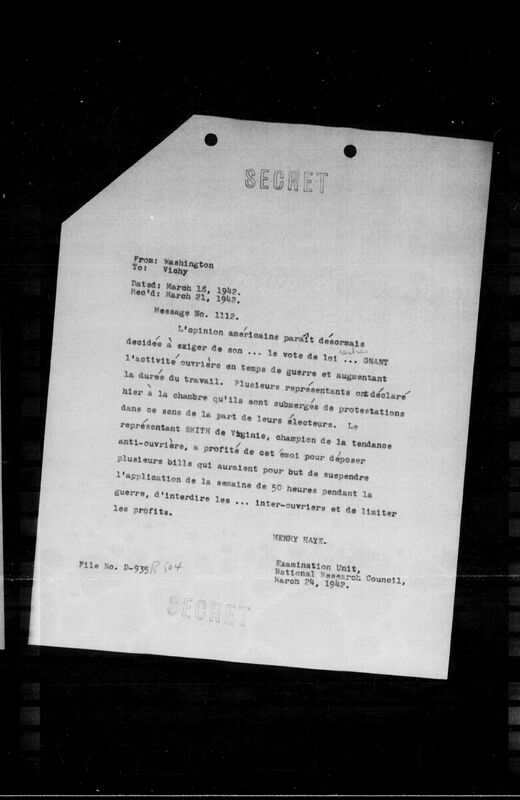 SECRET
From: Washington
To: Vichy
Dated: March 18, 1942.
Rec'd: March 21, 1942.
Message No. 1112.
L'opinion américaine paraît désormais
decidée à exiger de son ... le vote de loi ... GNANT
l'activité ouvrière en temps de guerre et augmentant
la durée du travail. Plusieurs représentants ont déclaré
hier à la chambre qu'ils sont submergés de protestations
dans ce sens de la part de leurs électeurs. Le
représentant SMITH de Virginie, champion de la tendance
anti-ouvrière, a profité de cet émoi pour déposer
plusieurs bills qui auraient pour but de suspendre
l'application de la semaine de 50 heures pendant la
guerre, d'interdire les ... inter-ouvriers et de limiter
les profits.
HENRY HAYE.
File No. D-935
Examination Unit,
National Research Council,
March 24, 1942.
SECRET